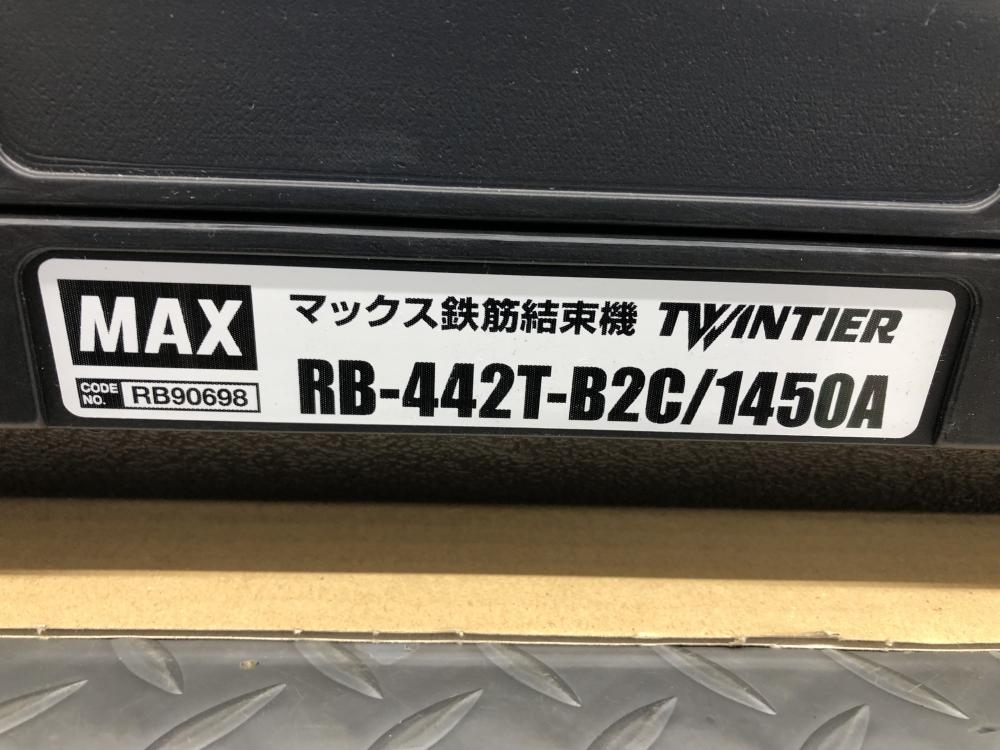 MAX
マックス鉄筋結束機 TWINTIER
CODE NO. RB90698
RB-442T-B2C/1450A